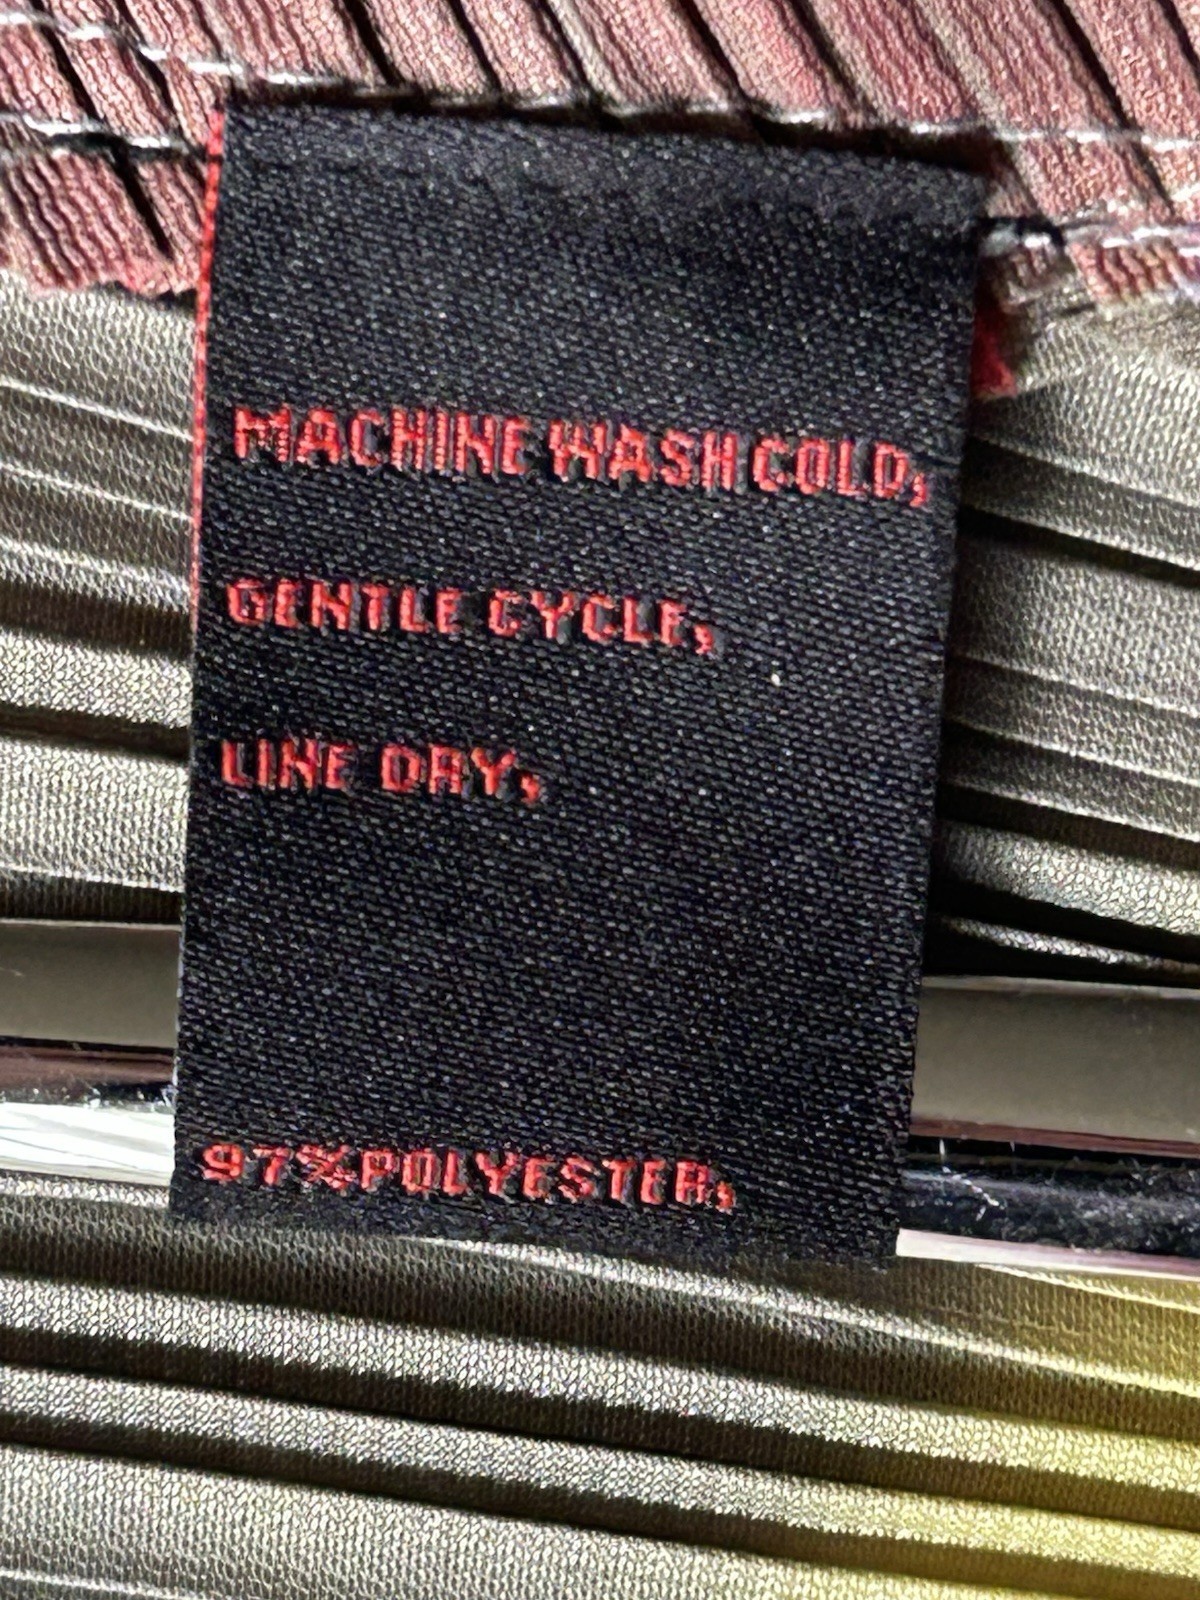 MACHINE WASH COLD,
GENTLE CYCLE,
LINE DRY,
97%POLYESTER,